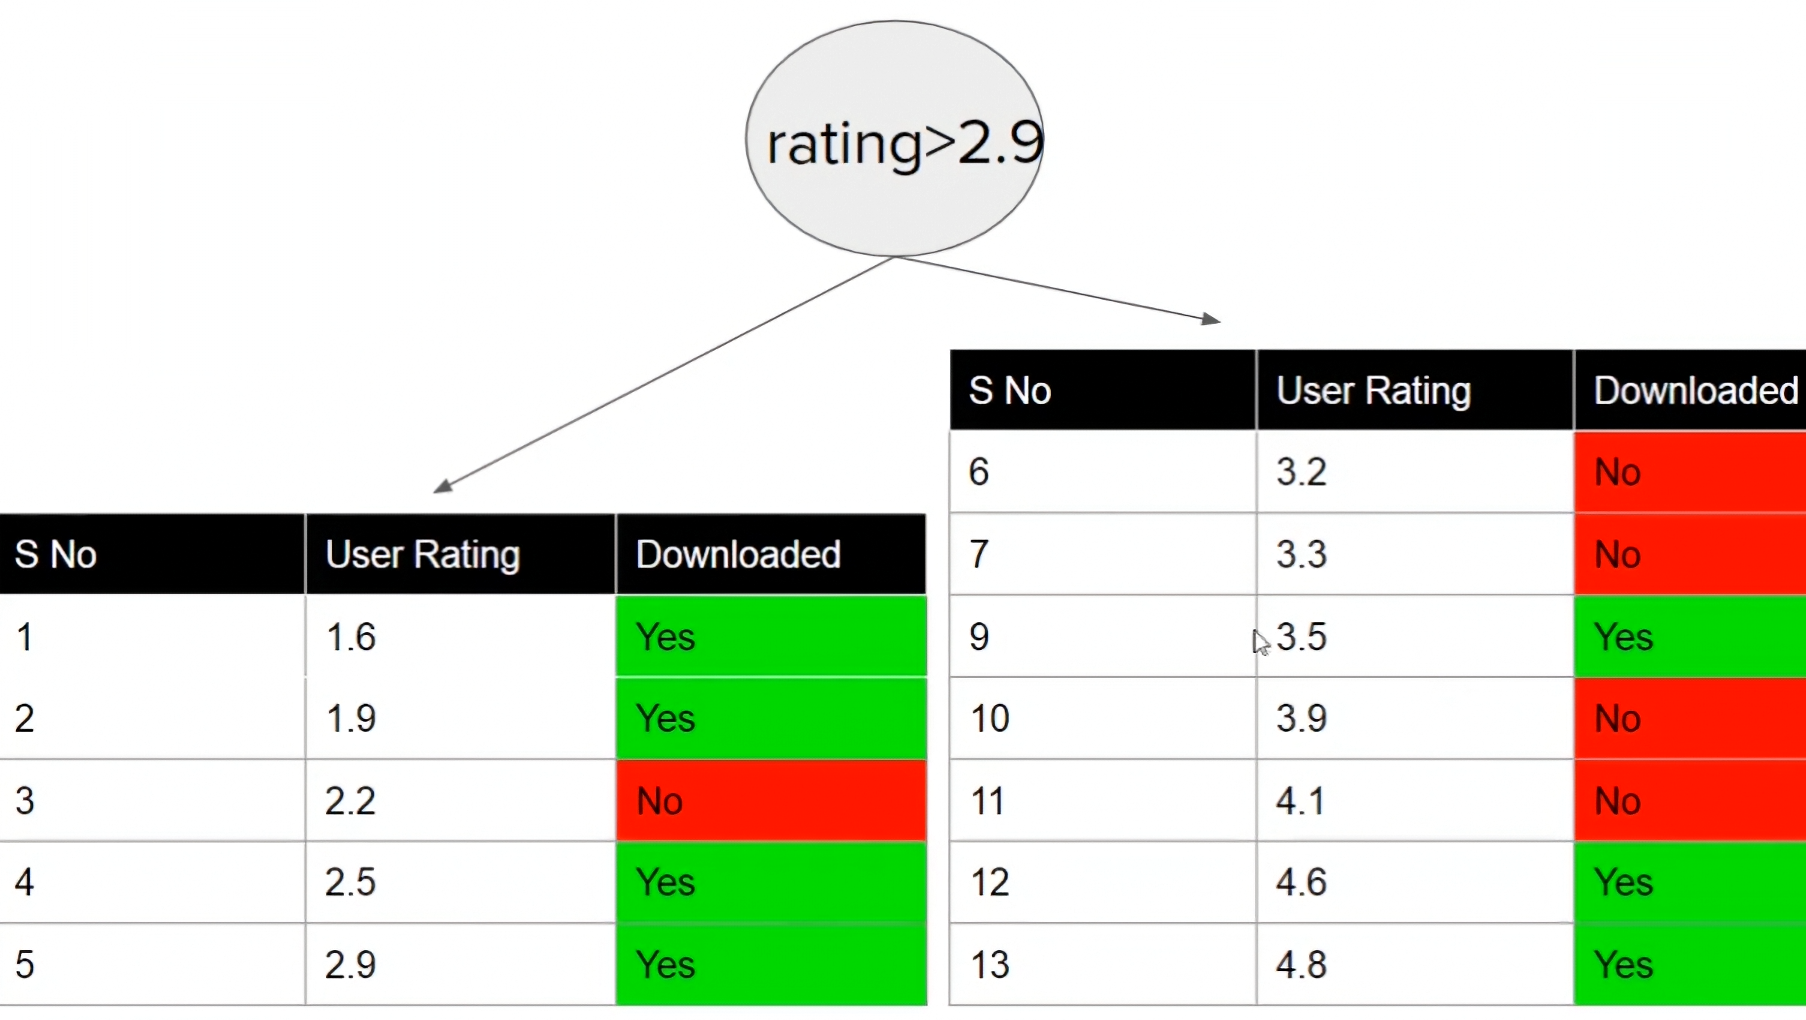 rating>2.9
S No User Rating Downloaded
1 1.6 Yes
2 1.9 Yes
3 2.2 No
4 2.5 Yes
5 2.9 Yes
S No User Rating Downloaded
6 3.2 No
7 3.3 No
9 3.5 Yes
10 3.9 No
11 4.1 No
12 4.6 Yes
13 4.8 Yes